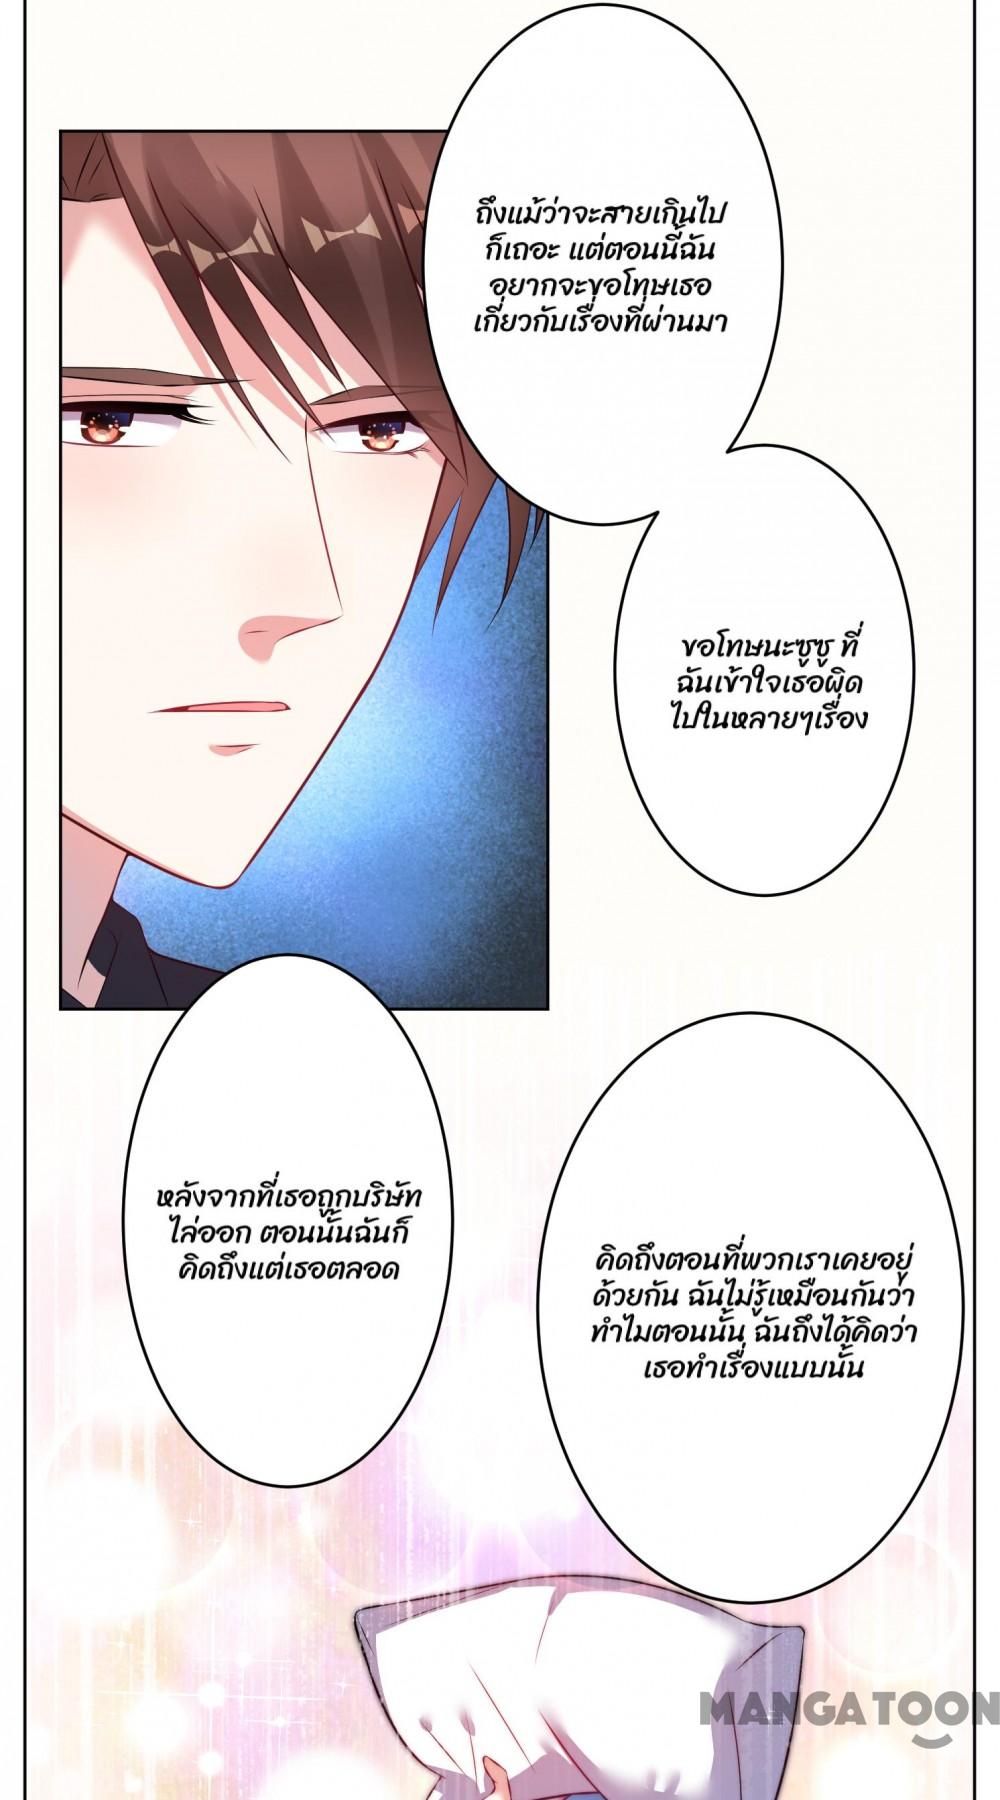 ถึงแม้ว่าจะสายเกินไป
ก็เถอะ แต่ตอนนี้ฉัน
อยากจะขอโทษเธอ
เกี่ยวกับเรื่องที่ผ่านมา
ขอโทษนะซูซู ที่
ฉันเข้าใจเธอผิด
ไปในหลายๆเรื่อง
หลังจากที่เธอถูกบริษัท
ไล่ออก ตอนนั้นฉันก็
คิดถึงแต่เธอตลอด
คิดถึงตอนที่พวกเราเคยอยู่
ด้วยกัน ฉันไม่รู้เหมือนกันว่า
ทำไมตอนนั้น ฉันถึงได้คิดว่า
เธอทำเรื่องแบบนั้น
MANGATOON